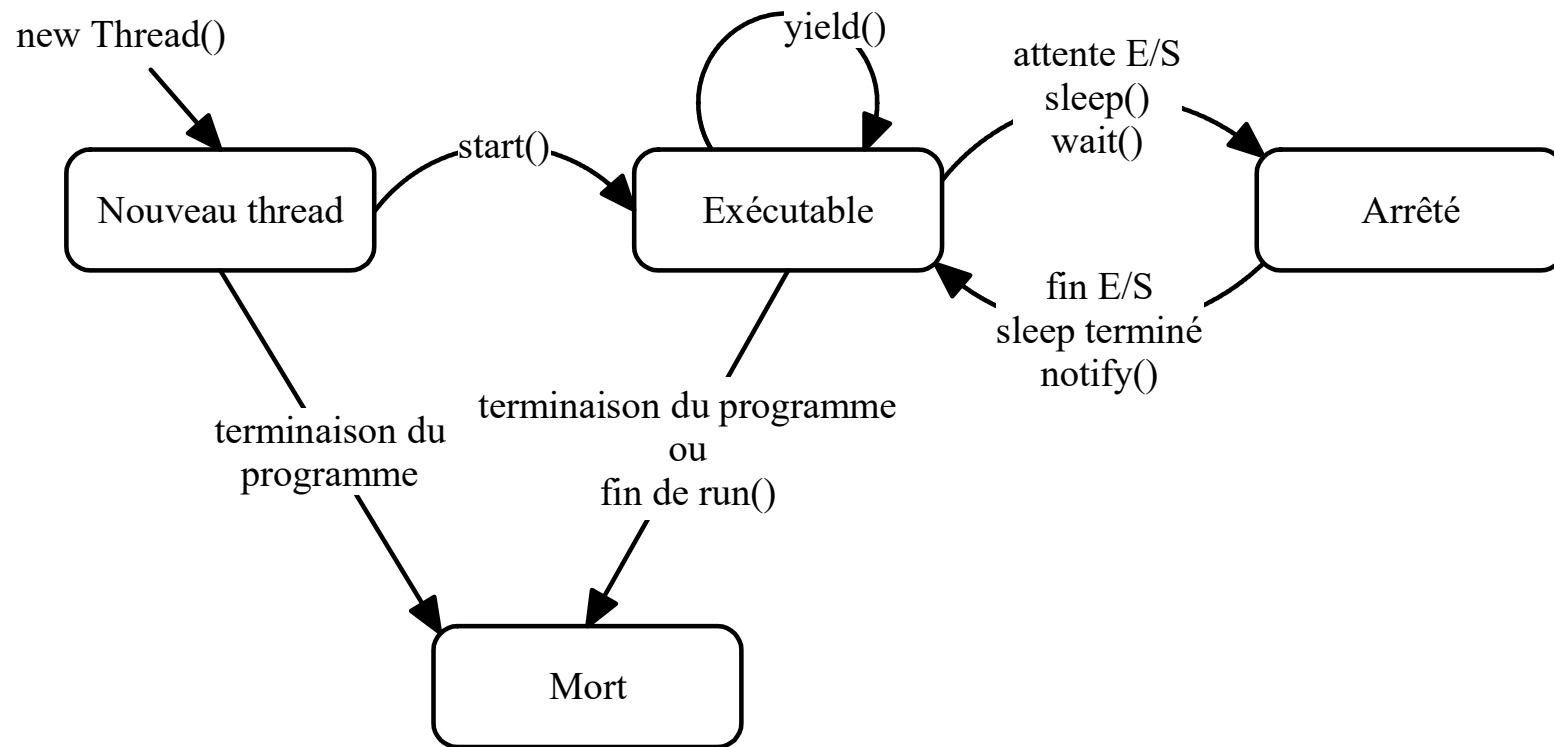 new Thread()
yield()
attente E/S
sleep()
wait()
start()
Nouveau thread
Exécutable
Arrêté
fin E/S
sleep terminé
notify()
terminaison du
programme
terminaison du programme
ou
fin de run()
Mort